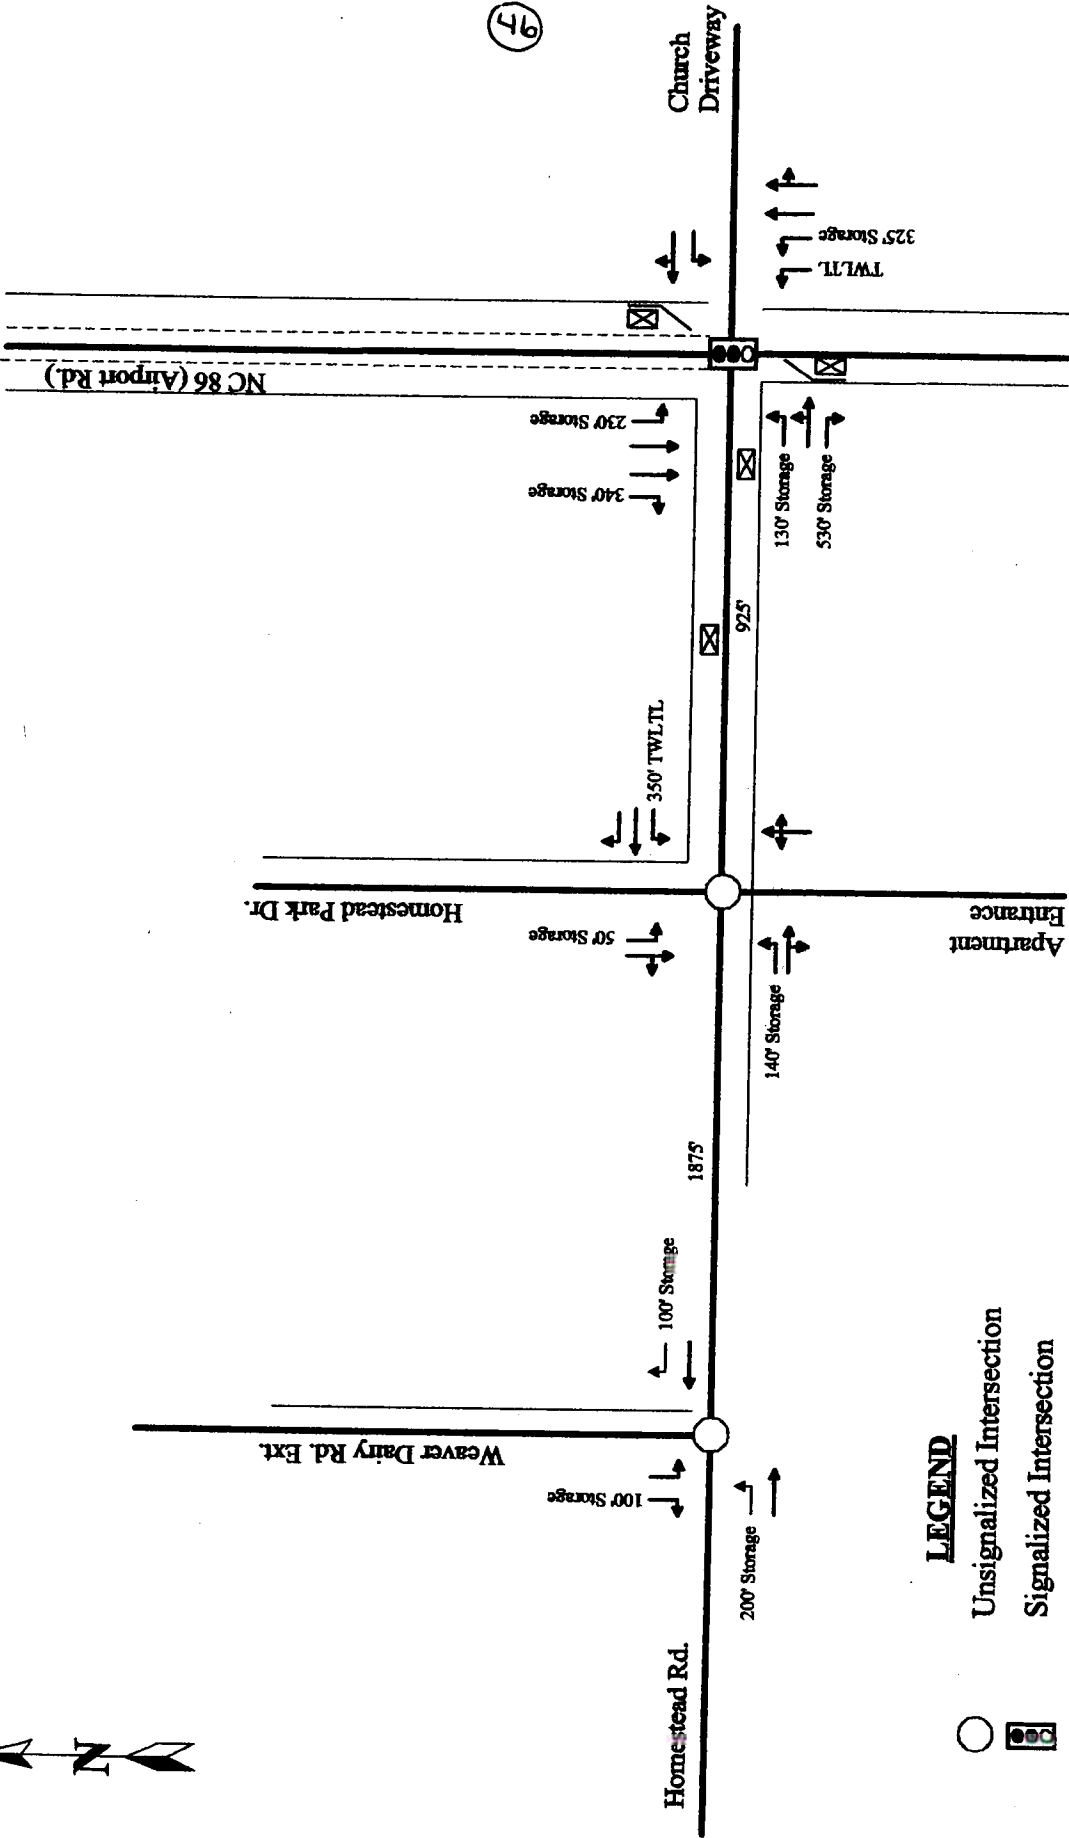 46
Church
Driveway
NC 86 (Airport Rd.)
325' Storage
TWLTL
230' Storage
340' Storage
130' Storage
530' Storage
925'
350' TWLTL
Homestead Park Dr.
Apartment
Entrance
50' Storage
140' Storage
1875'
100' Storage
Weaver Dairy Rd. Ext.
100' Storage
200' Storage
Homestead Rd.
N
LEGEND
Unsignalized Intersection
Signalized Intersection